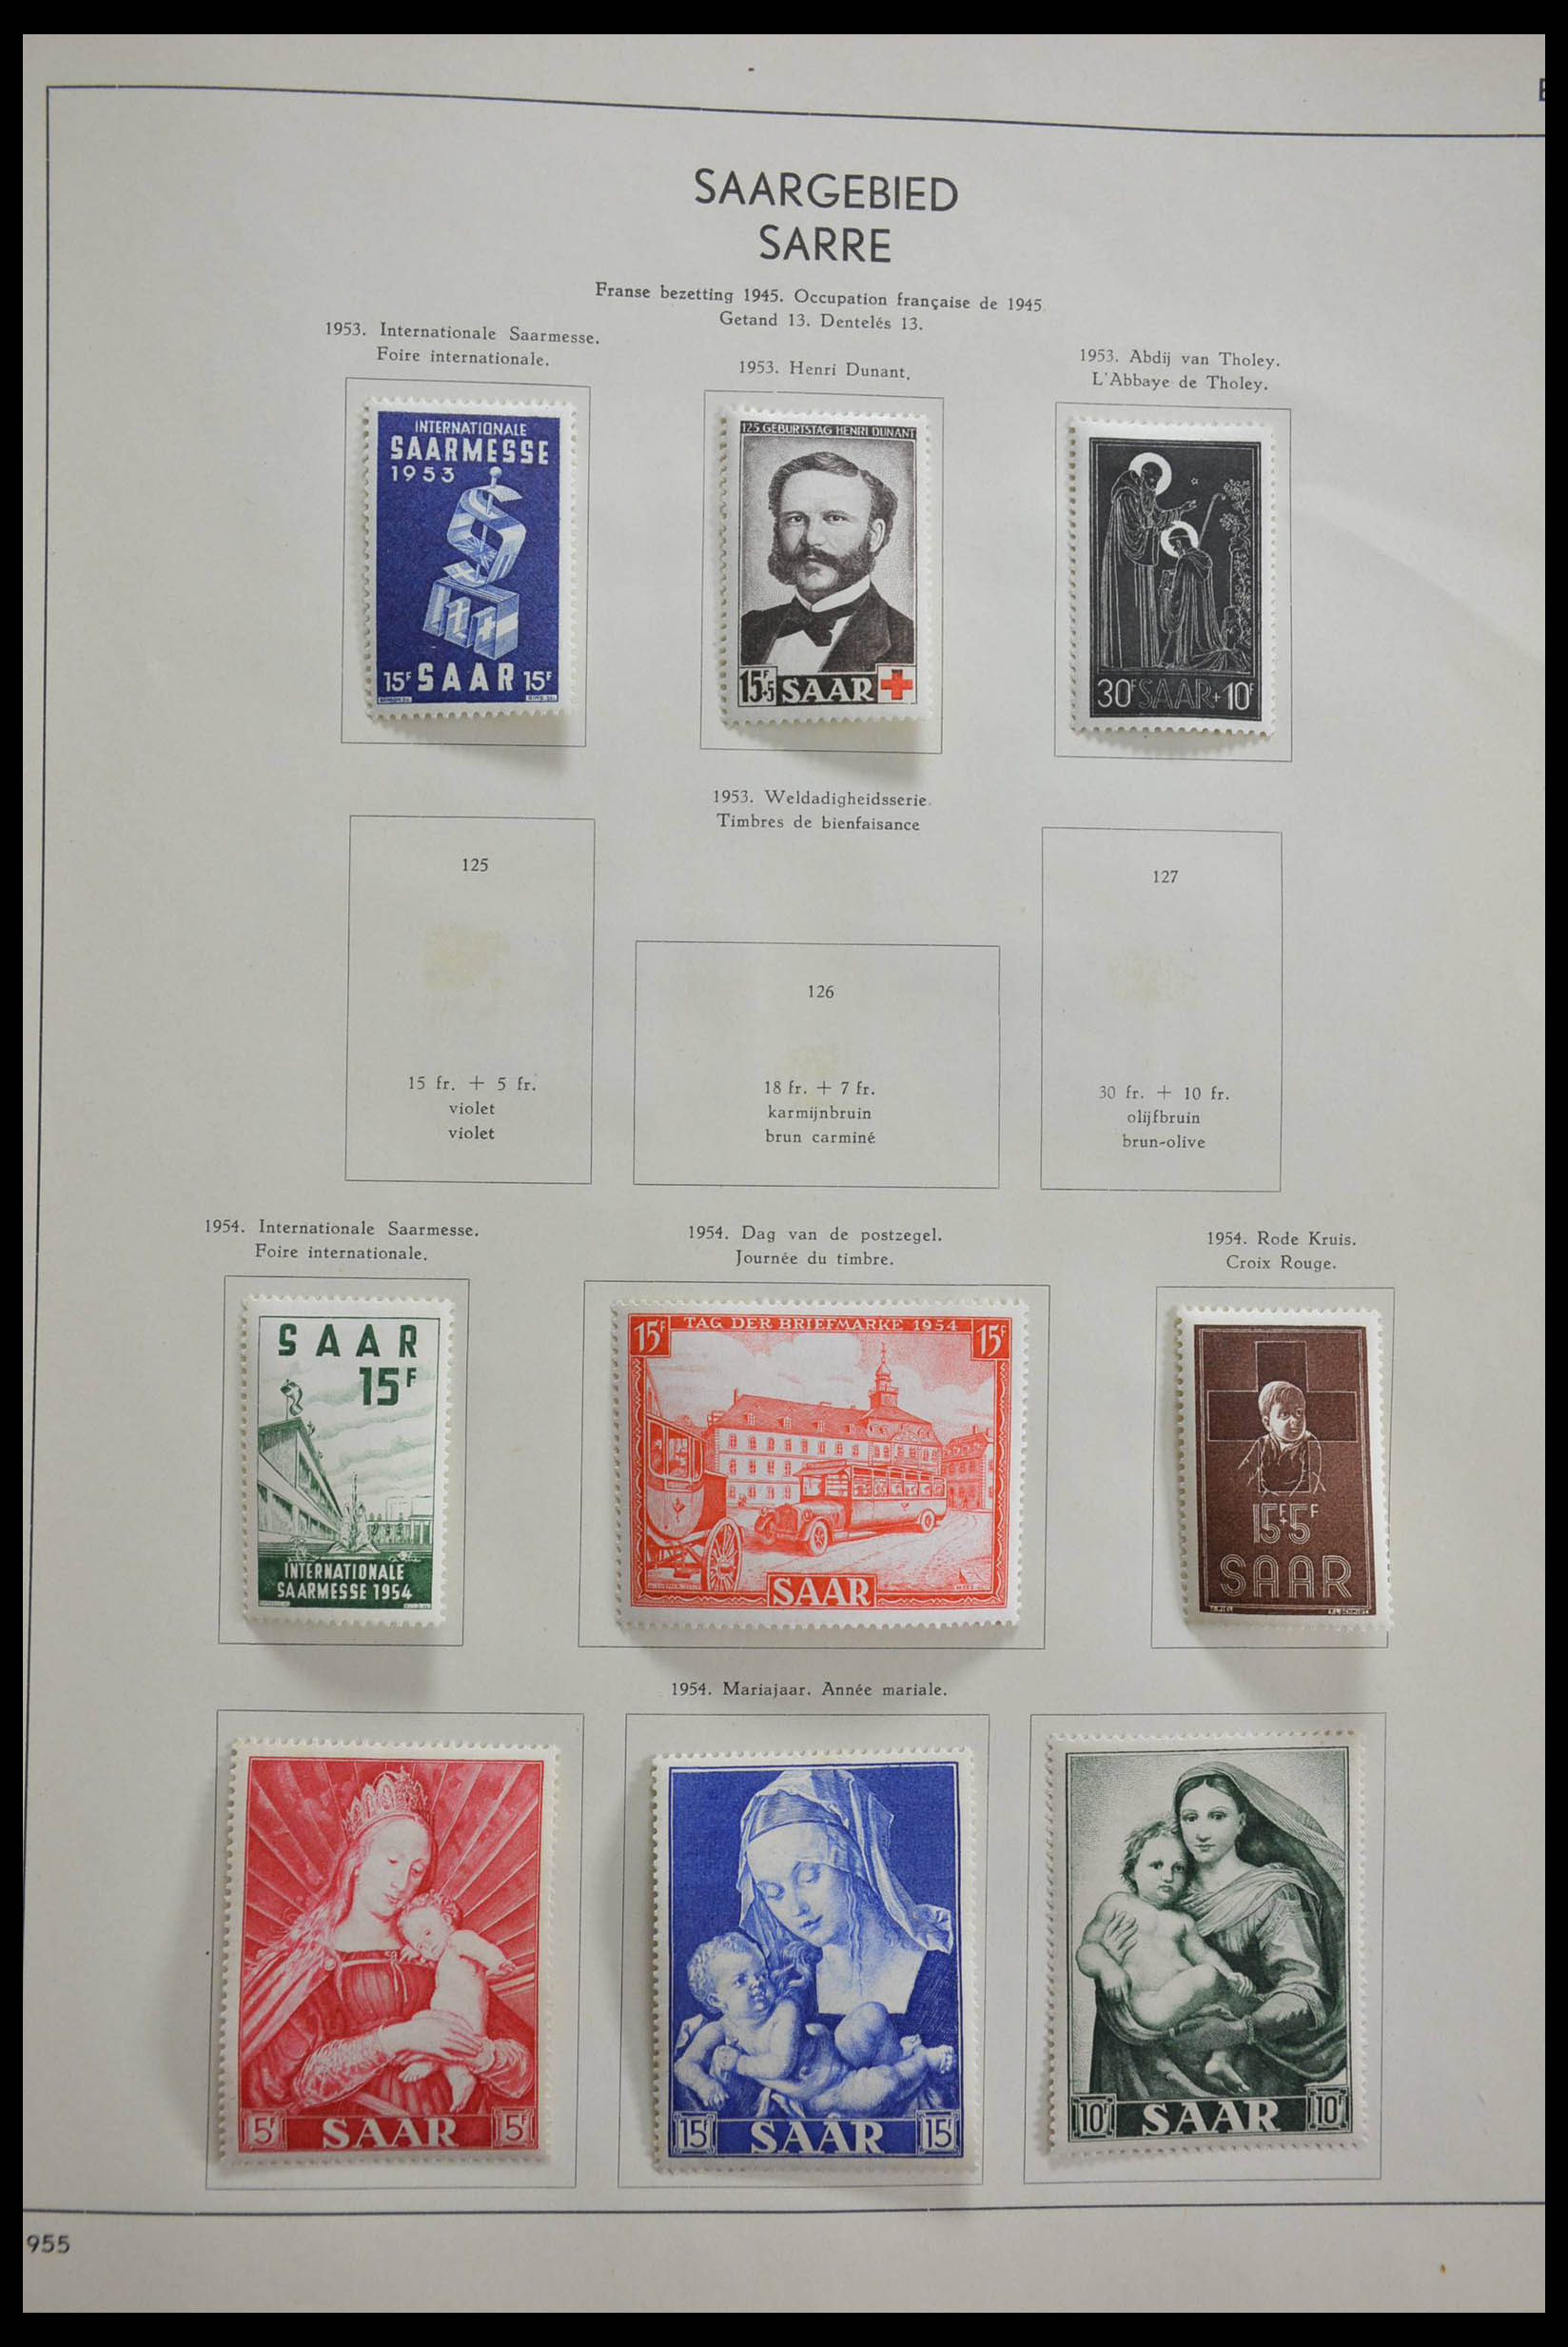 SAARGEBIED
SARRE
Franse bezetting 1945. Occupation française de 1945
Getand 13. Dentelés 13.
1953. Internationale Saarmesse.
Foire internationale.
1953. Henri Dunant.
1953. Abdij van Tholey.
L'Abbaye de Tholey.
INTERNATIONALE
SAARMESSE
1953
15F SAAR 15F
125. GEBURTSTAG HENRI DUNANT
15F+5 SAAR
30F SAAR+10F
1953. Weldadigheidsserie.
Timbres de bienfaisance
125
15 fr. + 5 fr.
violet
violet
126
18 fr. + 7 fr.
karmijnbruin
brun carminé
127
30 fr. + 10 fr.
olijfbruin
brun-olive
1954. Internationale Saarmesse.
Foire internationale.
1954. Dag van de postzegel.
Journée du timbre.
1954. Rode Kruis.
Croix Rouge.
SAAR
15F
INTERNATIONALE
SAARMESSE 1954
15F TAG DER BRIEFMARKE 1954 15F
SAAR
15F+5F
SAAR
1954. Mariajaar. Année mariale.
5F SAAR 5F
15F SAAR 15F
10F SAAR 10F
955